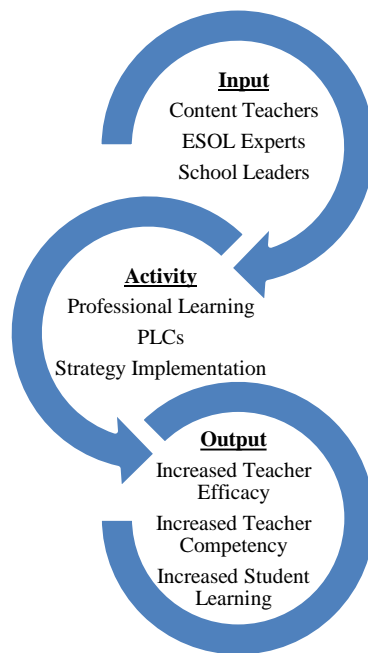 Input
Content Teachers
ESOL Experts
School Leaders
Activity
Professional Learning
PLCs
Strategy Implementation
Output
Increased Teacher
Efficacy
Increased Teacher
Competency
Increased Student
Learning